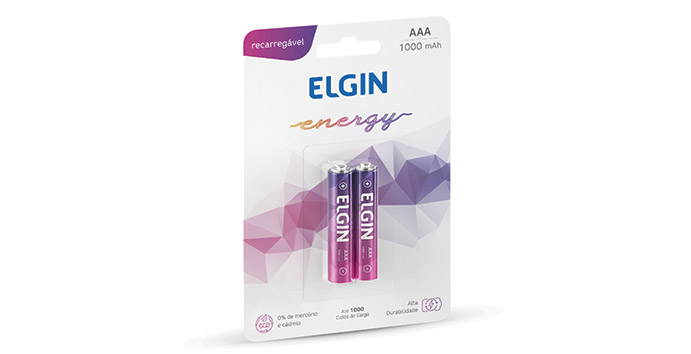 recarregável
AAA
1000 mAh
ELGIN
energy
ELGIN
AAA
ELGIN
AAA
eco
0% de mercúrio
e cádmio
Até 1000
Ciclos de Carga
Alta
Durabilidade